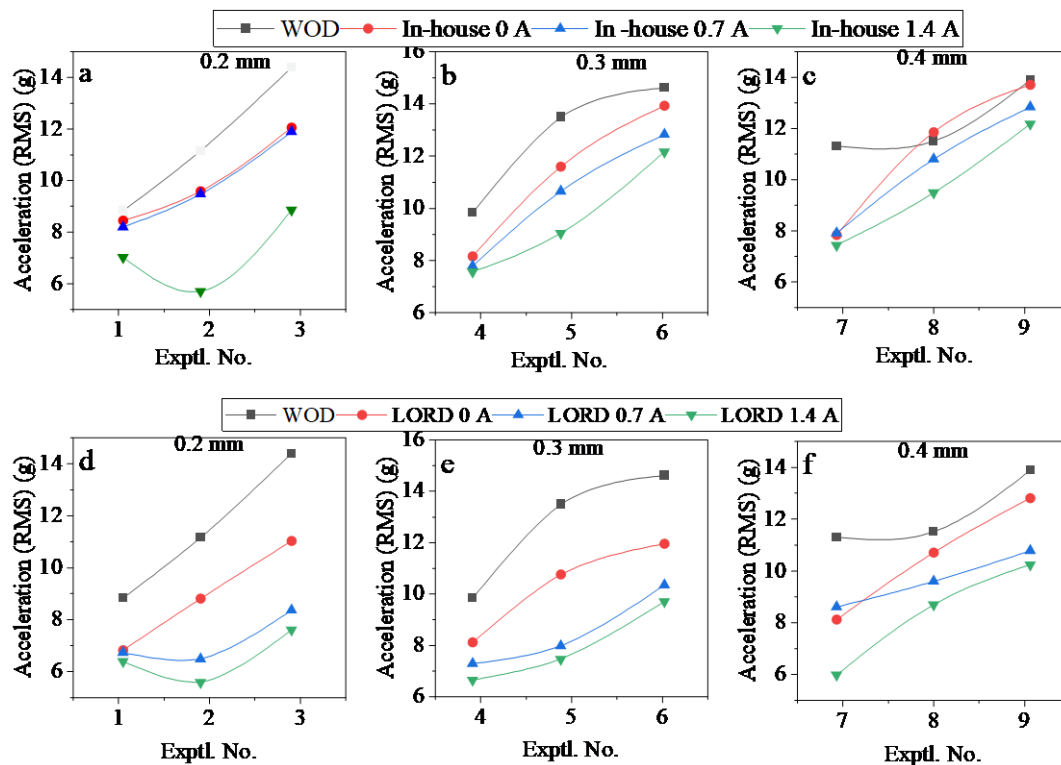 WOD In-house 0 A In -house 0.7 A In-house 1.4 A
a 0.2 mm
Acceleration (RMS) (g)
14
12
10
8
6
1 2 3
Exptl. No.
b 0.3 mm
Acceleration (RMS) (g)
16
14
12
10
8
6
4 5 6
Exptl. No.
c 0.4 mm
Acceleration (RMS) (g)
14
12
10
8
6
7 8 9
Exptl. No.
WOD LORD 0 A LORD 0.7 A LORD 1.4 A
d 0.2 mm
Acceleration (RMS) (g)
14
12
10
8
6
1 2 3
Exptl. No.
e 0.3 mm
Acceleration (RMS) (g)
16
14
12
10
8
6
4 5 6
Exptl. No.
f 0.4 mm
Acceleration (RMS) (g)
14
12
10
8
6
7 8 9
Exptl. No.